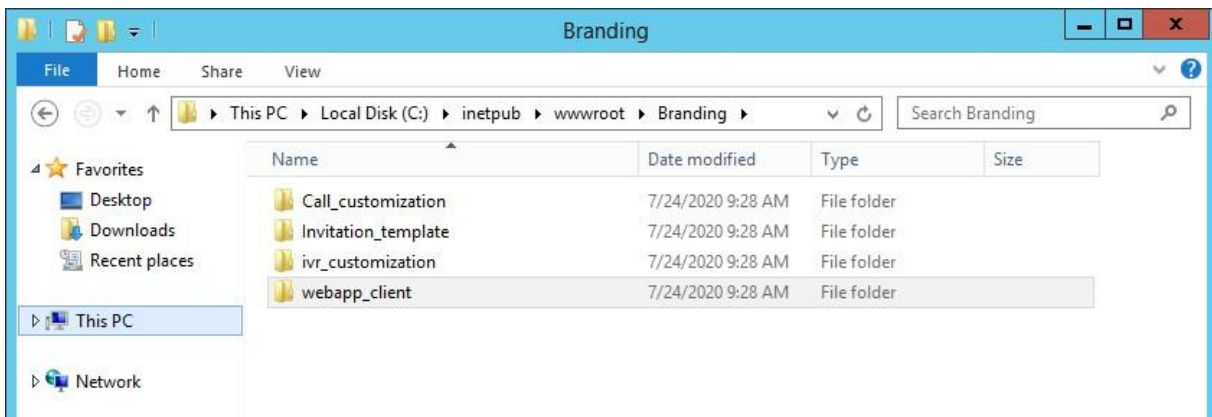 Branding
File Home Share View
This PC Local Disk (C:) inetpub wwwroot Branding Search Branding
Name Date modified Type Size
Favorites
Desktop Call_customization 7/24/2020 9:28 AM File folder
Downloads Invitation_template 7/24/2020 9:28 AM File folder
Recent places ivr_customization 7/24/2020 9:28 AM File folder
webapp_client 7/24/2020 9:28 AM File folder
This PC
Network